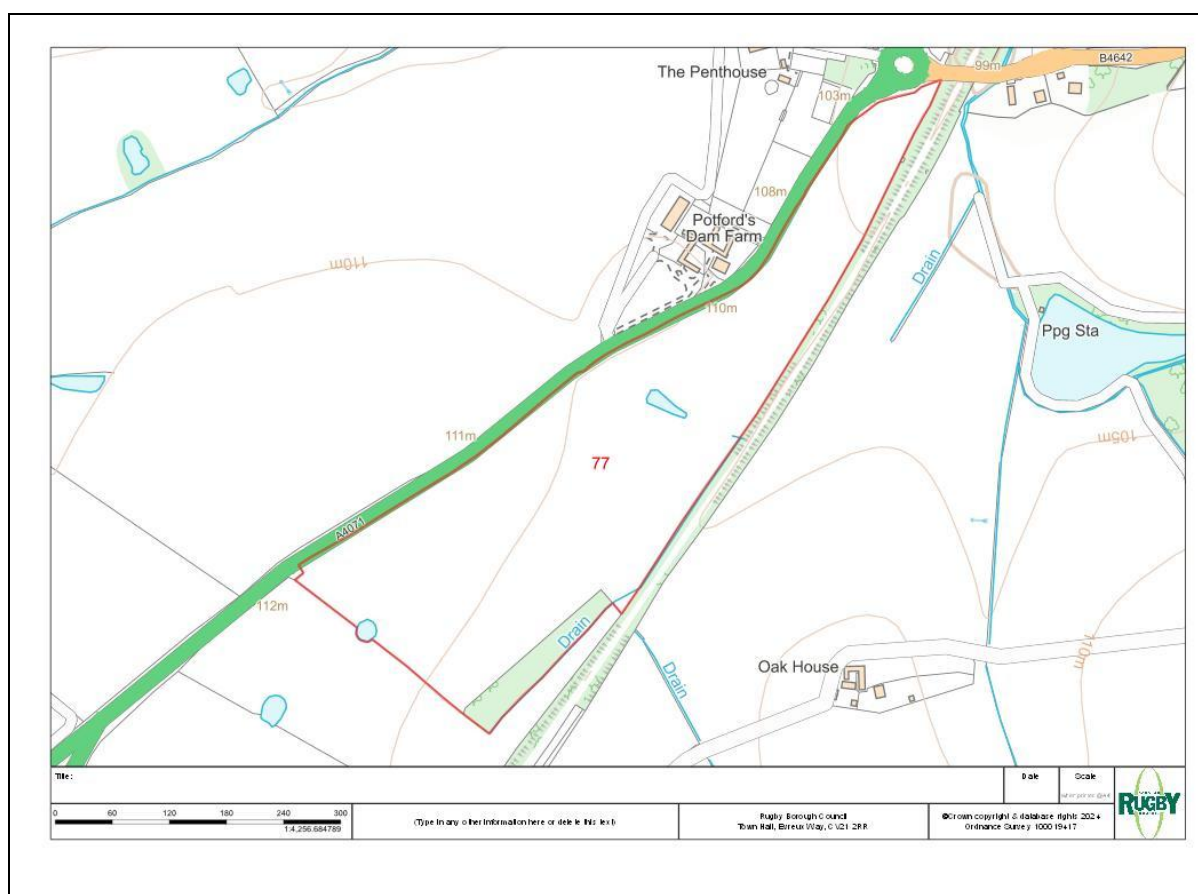 B4642
99m
The Penthouse
103m
108m
Potford's
Dam Farm
110m
110m
Drain
Ppg Sta
111m
105m
77
A4071
112m
Drain
Drain
Oak House
110m
Title:
Date
Scale
0 60 120 180 240 300
1:4,256.684789
(Type in any other information here or delete this text)
Rugby Borough Council
Town Hall, Evreux Way, CV21 2RR
©Crown copyright & database rights 2024
Ordnance Survey 100019417
RUGBY